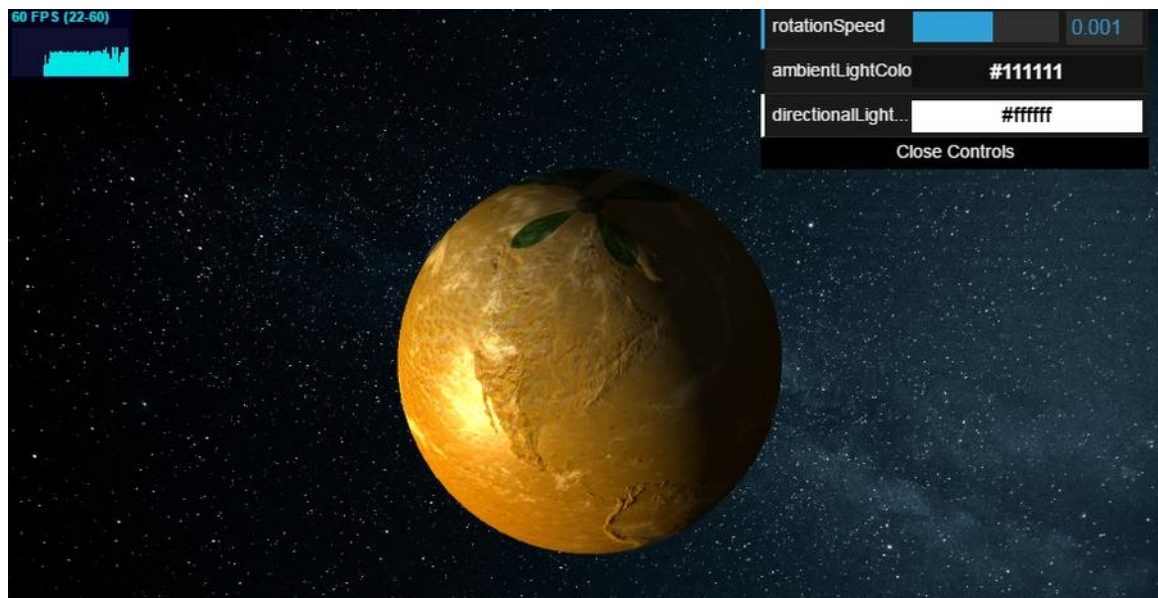 60 FPS (22-60)
rotationSpeed 0.001
ambientLightColo #111111
directionalLight... #ffffff
Close Controls